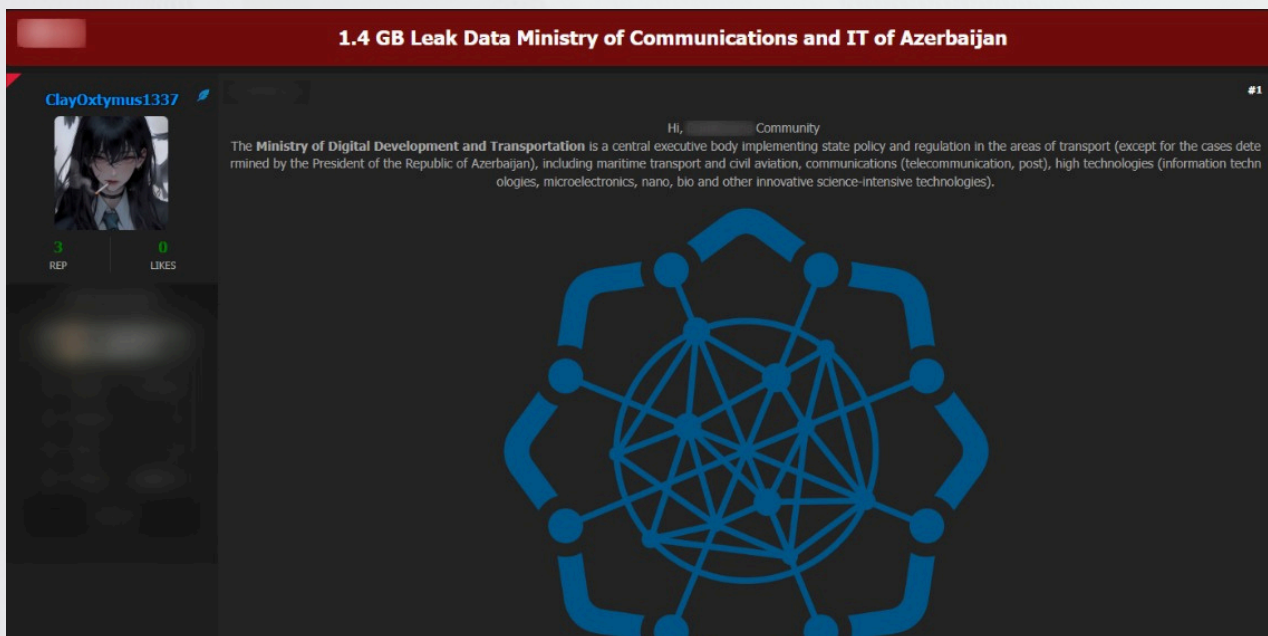 1.4 GB Leak Data Ministry of Communications and IT of Azerbaijan
ClayOxtymus1337
#1
Hi, Community
The Ministry of Digital Development and Transportation is a central executive body implementing state policy and regulation in the areas of transport (except for the cases dete
rmined by the President of the Republic of Azerbaijan), including maritime transport and civil aviation, communications (telecommunication, post), high technologies (information techn
ologies, microelectronics, nano, bio and other innovative science-intensive technologies).
3 0
REP LIKES